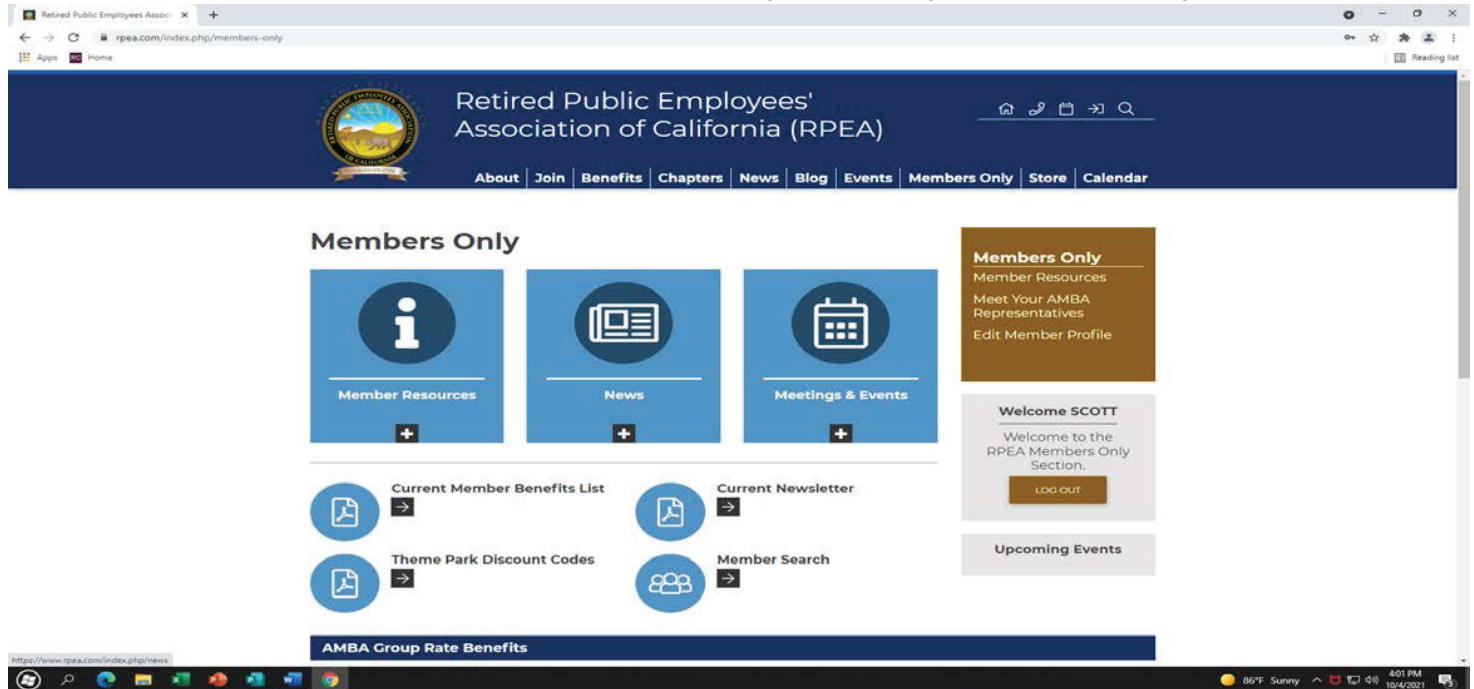 Retired Public Employees Assoc
rpea.com/index.php/members-only
Apps
RC Home
Reading list
Retired Public Employees'
Association of California (RPEA)
About Join Benefits Chapters News Blog Events Members Only Store Calendar
Members Only
Member Resources
News
Meetings & Events
Current Member Benefits List
Current Newsletter
Theme Park Discount Codes
Member Search
AMBA Group Rate Benefits
Members Only
Member Resources
Meet Your AMBA
Representatives
Edit Member Profile
Welcome SCOTT
Welcome to the
RPEA Members Only
Section.
LOG OUT
Upcoming Events
https://www.rpea.com/index.php/news
86°F Sunny
4:01 PM
10/4/2021